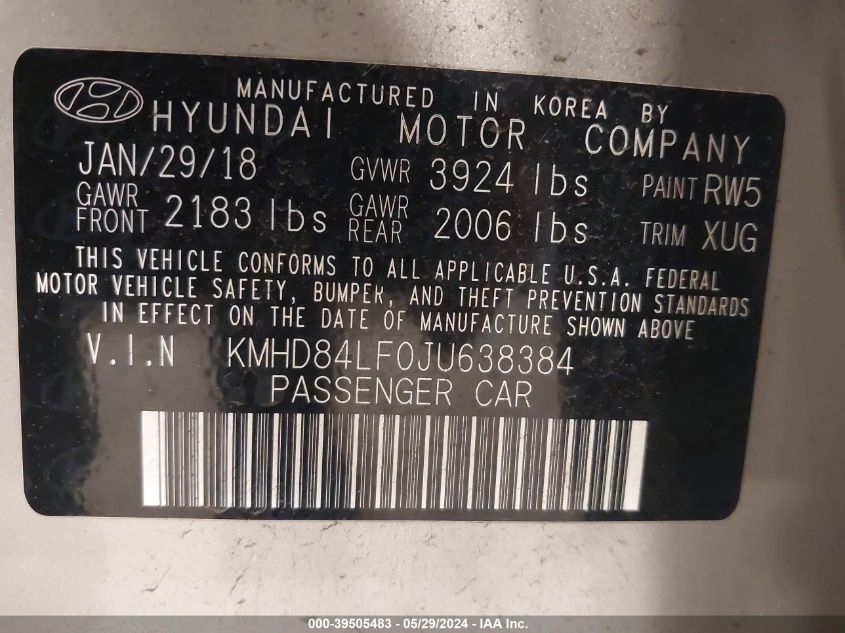 MANUFACTURED IN KOREA BY
HYUNDAI MOTOR COMPANY
JAN/29/18 GVWR 3924 lbs PAINT RW5
GAWR FRONT 2183 lbs GAWR REAR 2006 lbs TRIM XUG
THIS VEHICLE CONFORMS TO ALL APPLICABLE U.S.A. FEDERAL
MOTOR VEHICLE SAFETY, BUMPER, AND THEFT PREVENTION STANDARDS
IN EFFECT ON THE DATE OF MANUFACTURE SHOWN ABOVE
V.I.N KMHD84LF0JU638384
PASSENGER CAR
000-39505483 - 05/29/2024 - IAA Inc.